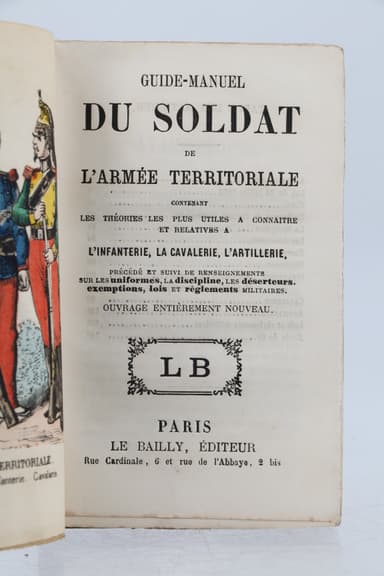 GUIDE-MANUEL
DU SOLDAT
DE
L'ARMÉE TERRITORIALE
CONTENANT
LES THÉORIES LES PLUS UTILES A CONNAITRE
ET RELATIVES A
L'INFANTERIE, LA CAVALERIE, L'ARTILLERIE,
PRÉCÉDÉ ET SUIVI DE RENSEIGNEMENTS
SUR LES uniformes, LA discipline, LES déserteurs.
exemptions, lois ET réglements MILITAIRES.
OUVRAGE ENTIÈREMENT NOUVEAU.
LB
PARIS
LE BAILLY, ÉDITEUR
Rue Cardinale, 6 et rue de l'Abbaye, 2 bis
TERRITORIALE
Cavalerie